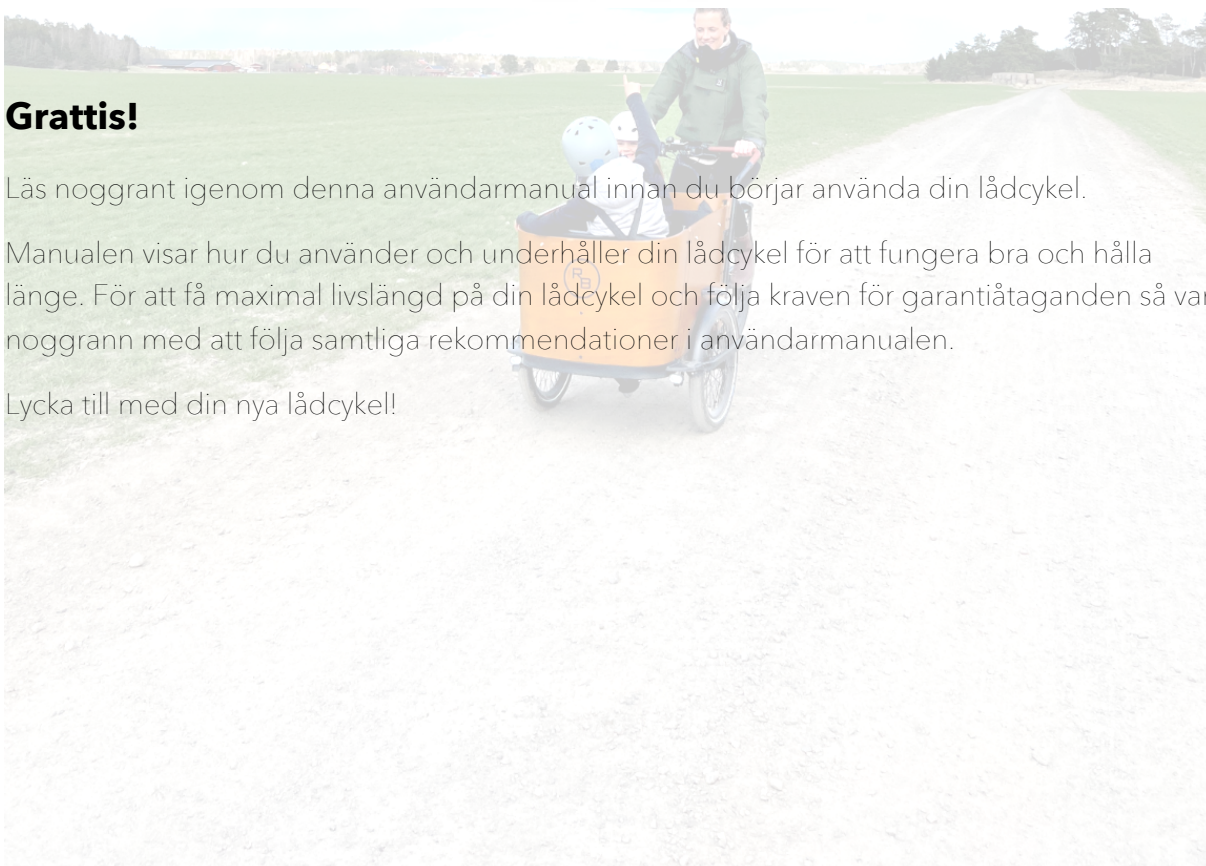 Grattis!
Läs noggrant igenom denna användarmanual innan du börjar använda din lådcykel.
Manualen visar hur du använder och underhåller din lådcykel för att fungera bra och hålla
länge. För att få maximal livslängd på din lådcykel och följa kraven för garantiåtaganden så var
noggrann med att följa samtliga rekommendationer i användarmanualen.
RB
Lycka till med din nya lådcykel!